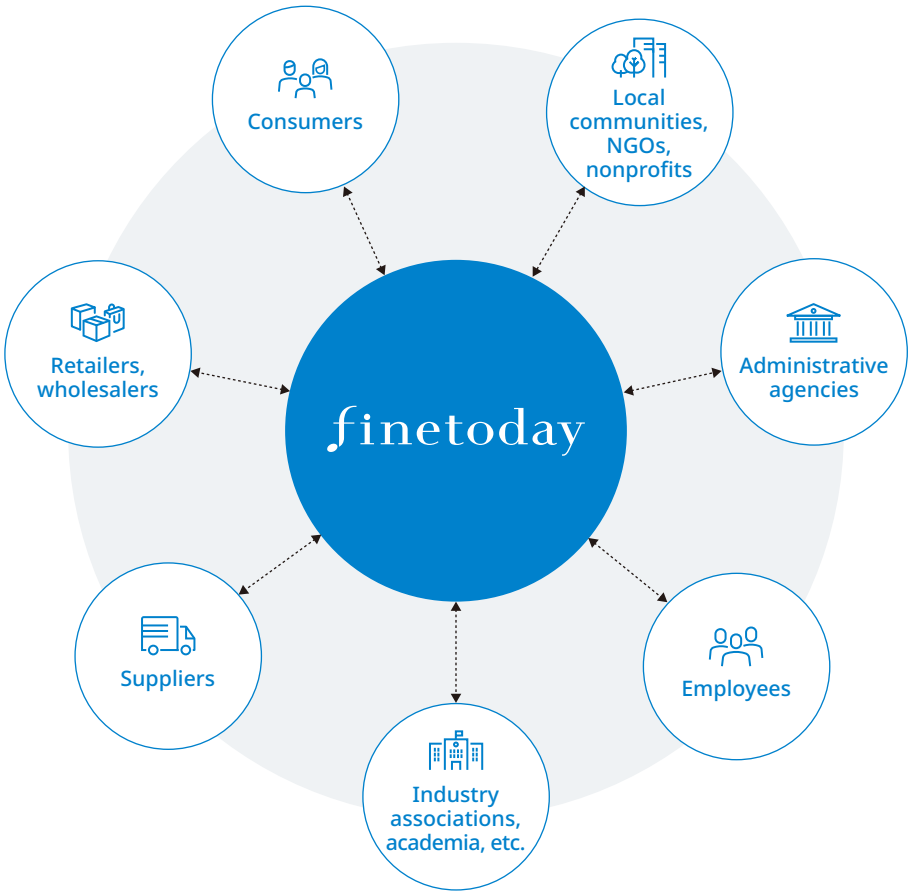 Consumers
Local
communities,
NGOs,
nonprofits
Retailers,
wholesalers
Administrative
agencies
finetoday
Suppliers
Employees
Industry
associations,
academia, etc.